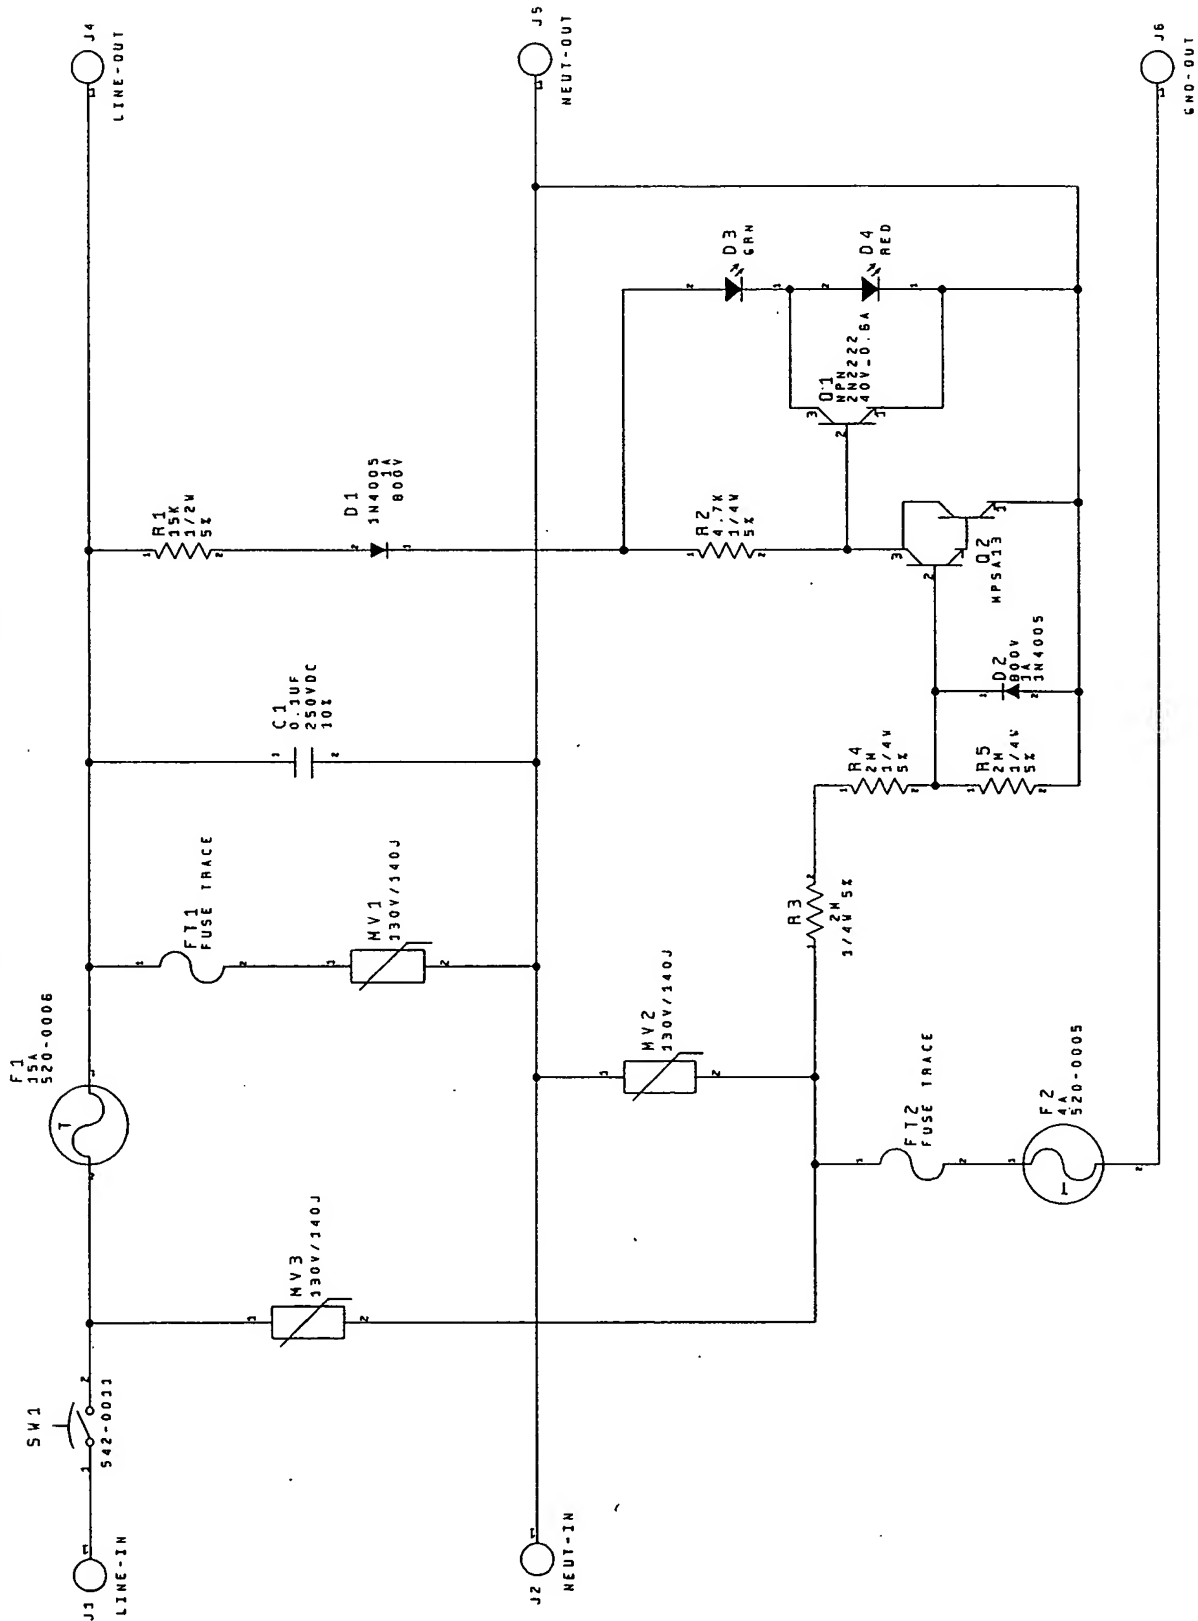 J4
LINE-OUT
J5
NEUT-OUT
J6
GND-OUT
R1
15K
1/2W
5%
D1
1N4005
1A
800V
D3
GRN
D4
RED
Q1
NPN
2N2222
40V_0.6A
R2
4.7K
1/4W
5%
Q2
MPSA13
C1
0.1UF
250VDC
10%
D2
800V
1A
1N4005
R4
2M
1/4W
5%
R5
2M
1/4W
5%
R3
2M
1/4W 5%
FT1
FUSE TRACE
MV1
130V/140J
F1
15A
520-0006
T
MV2
130V/140J
FT2
FUSE TRACE
F2
4A
520-0005
T
MV3
130V/140J
SW1
542-0011
J1
LINE-IN
J2
NEUT-IN